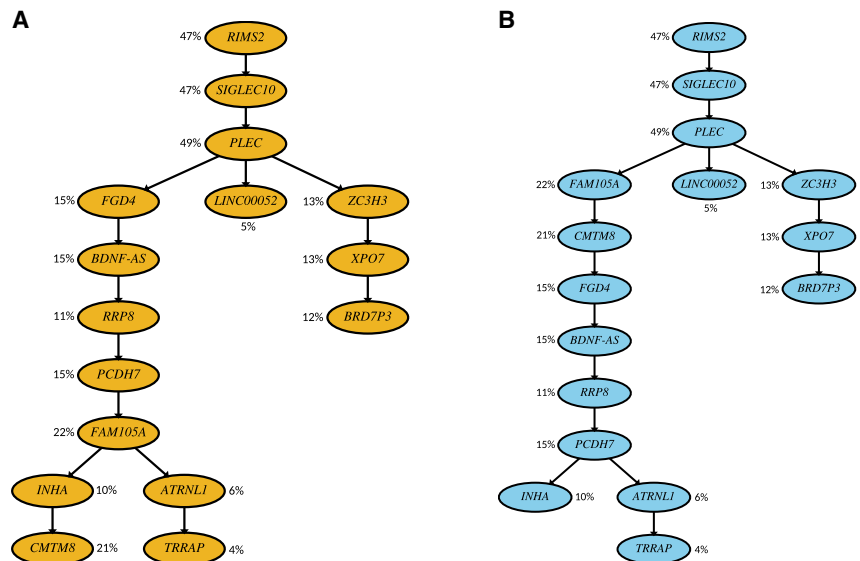 A
47% RIMS2
47% SIGLEC10
49% PLEC
15% FGD4
LINC00052
5%
13% ZC3H3
15% BDNF-AS
13% XPO7
11% RRP8
12% BRD7P3
15% PCDH7
22% FAM105A
INHA 10%
ATRNL1 6%
CMTM8 21%
TRRAP 4%
B
47% RIMS2
47% SIGLEC10
49% PLEC
22% FAM105A
LINC00052
5%
13% ZC3H3
21% CMTM8
13% XPO7
15% FGD4
12% BRD7P3
15% BDNF-AS
11% RRP8
15% PCDH7
INHA 10%
ATRNL1 6%
TRRAP 4%